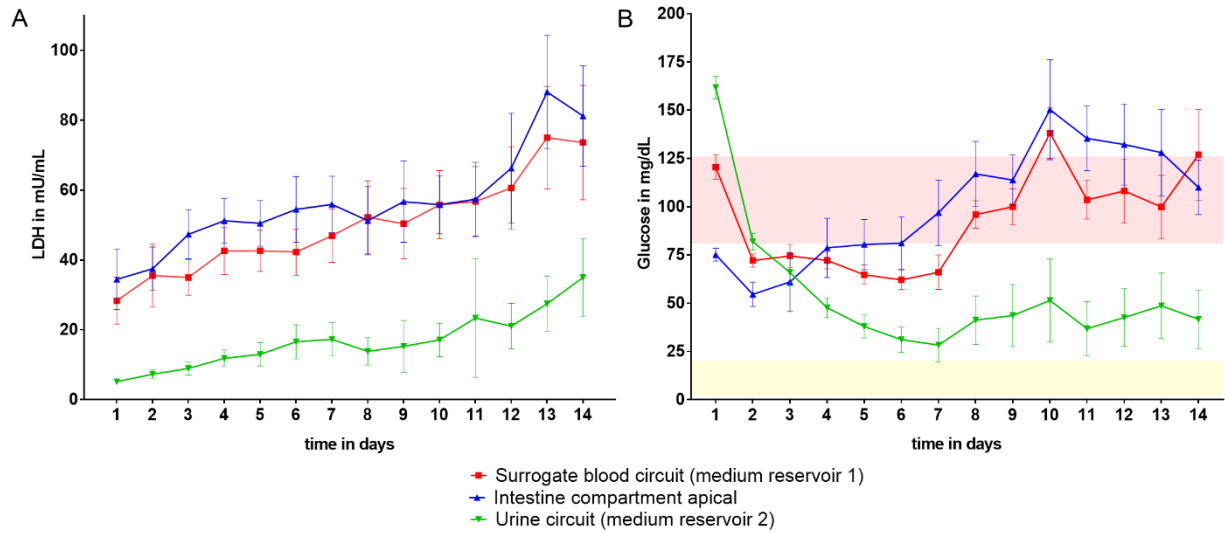 A
LDH in mU/mL
100
80
60
40
20
0
1 2 3 4 5 6 7 8 9 10 11 12 13 14
time in days
B
Glucose in mg/dL
200
175
150
125
100
75
50
25
0
1 2 3 4 5 6 7 8 9 10 11 12 13 14
time in days
Surrogate blood circuit (medium reservoir 1)
Intestine compartment apical
Urine circuit (medium reservoir 2)